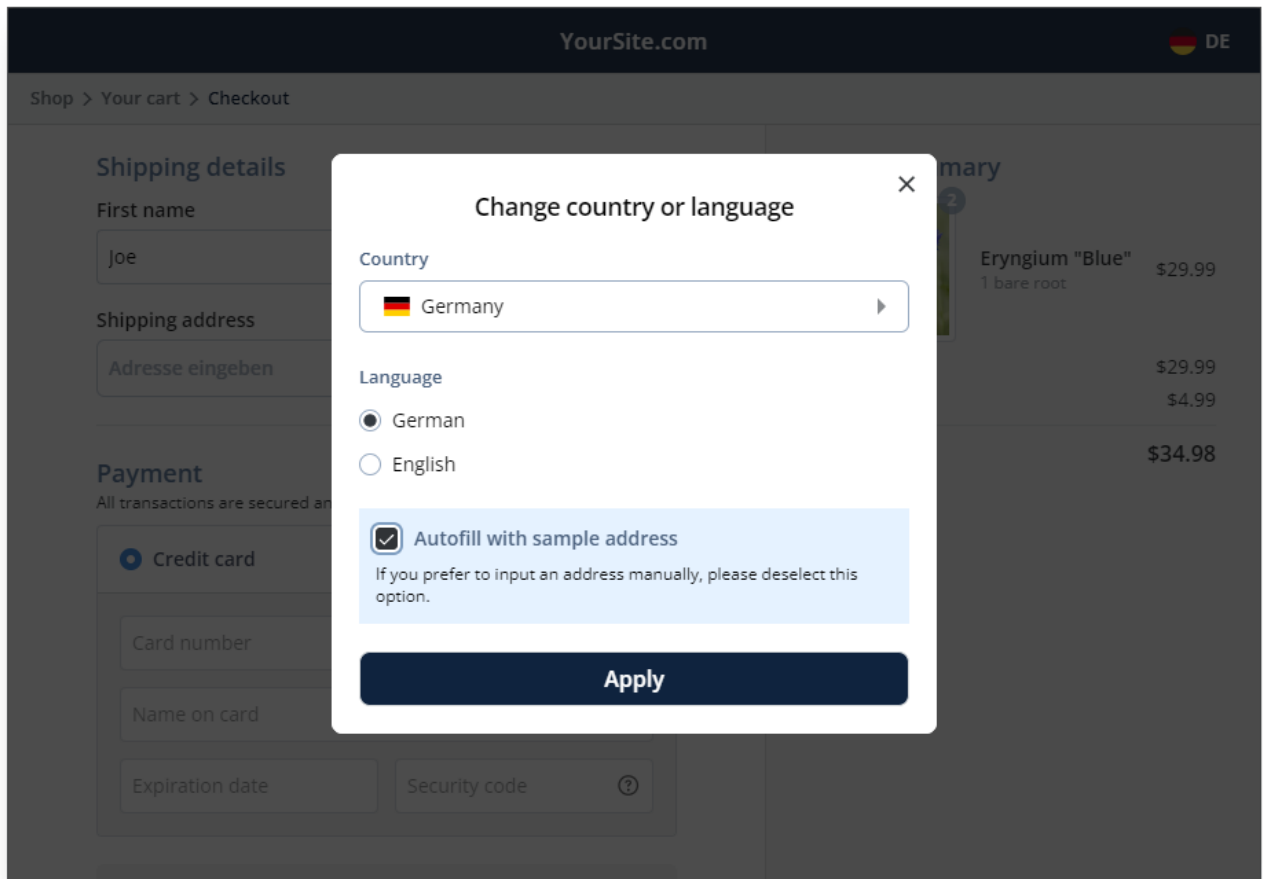 YourSite.com
DE
Shop > Your cart > Checkout
Shipping details
First name
Joe
Shipping address
Adresse eingeben
Payment
All transactions are secured an
Credit card
Card number
Name on card
Expiration date
Security code
?
Change country or language
Country
Germany
Language
German
English
Autofill with sample address
If you prefer to input an address manually, please deselect this
option.
Apply
mary
2
Eryngium "Blue"
$29.99
1 bare root
$29.99
$4.99
$34.98